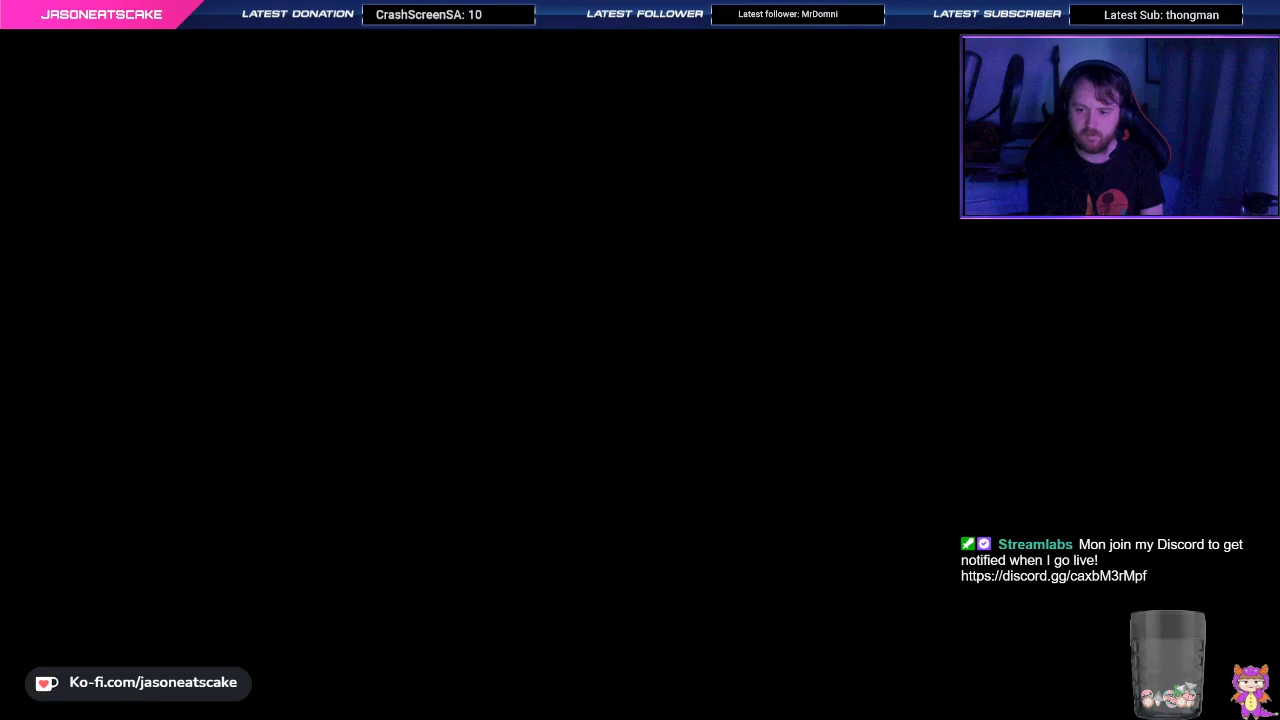 JASONEATSCAKE
LATEST DONATION
CrashScreenSA: 10
LATEST FOLLOWER
Latest follower: MrDomni
LATEST SUBSCRIBER
Latest Sub: thongman
Streamlabs Mon join my Discord to get
notified when I go live!
https://discord.gg/caxbM3rMpf
Ko-fi.com/jasoneatscake